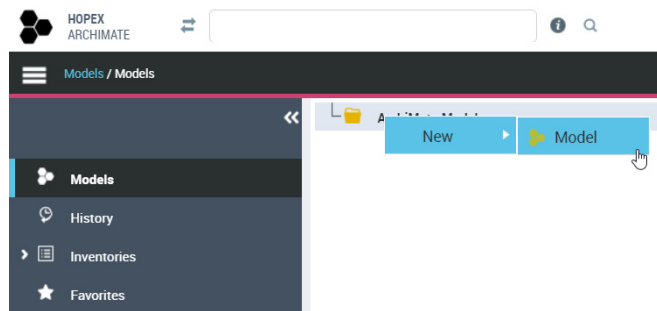 HOPEX
ARCHIMATE
Models / Models
New
Model
Models
History
Inventories
Favorites